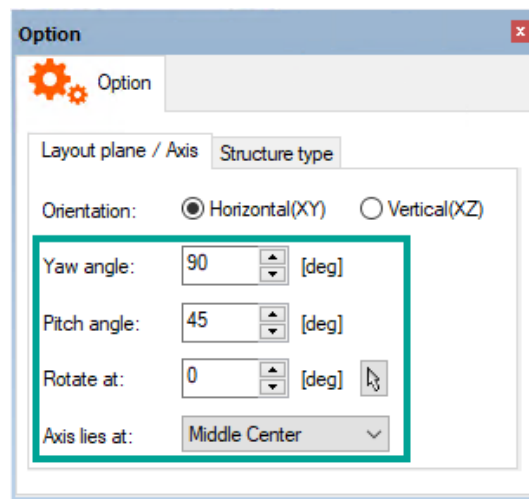 Option
Option
Layout plane / Axis Structure type
Orientation: Horizontal(XY) Vertical(XZ)
Yaw angle: 90 [deg]
Pitch angle: 45 [deg]
Rotate at: 0 [deg]
Axis lies at: Middle Center